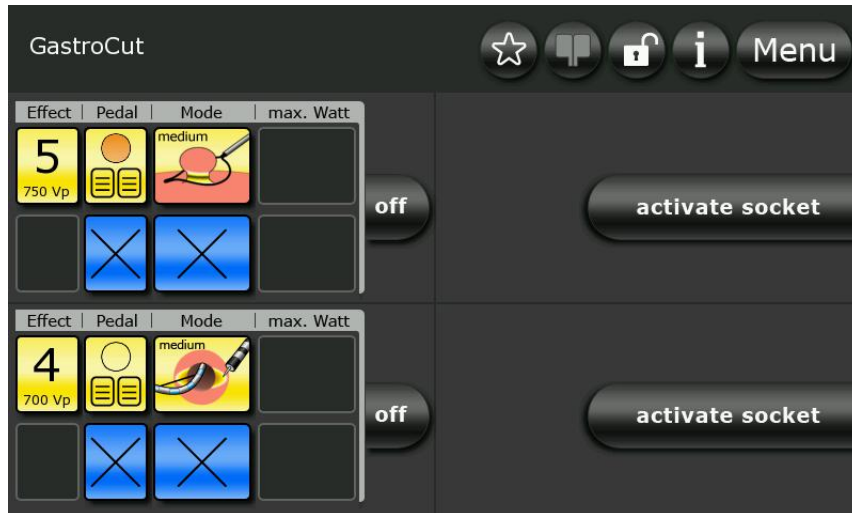 GastroCut
i Menu
Effect | Pedal | Mode | max. Watt
5
750 Vp
medium
off
activate socket
Effect | Pedal | Mode | max. Watt
4
700 Vp
medium
off
activate socket